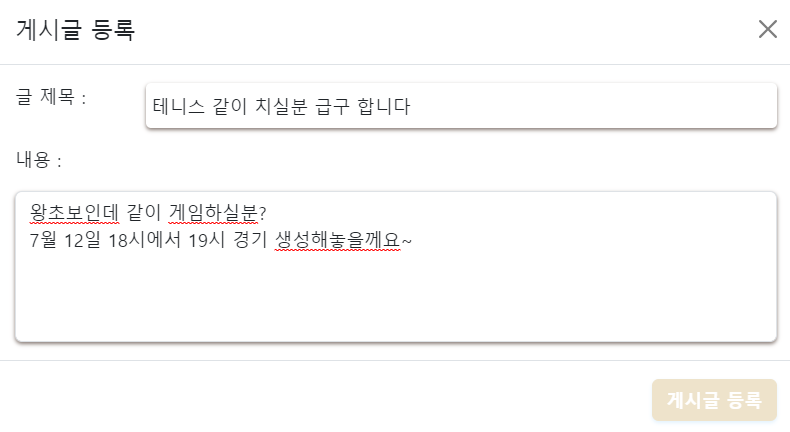 게시글 등록
글 제목 :
테니스 같이 치실분 급구 합니다
내용 :
왕초보인데 같이 게임하실분?
7월 12일 18시에서 19시 경기 생성해놓을께요~
게시글 등록